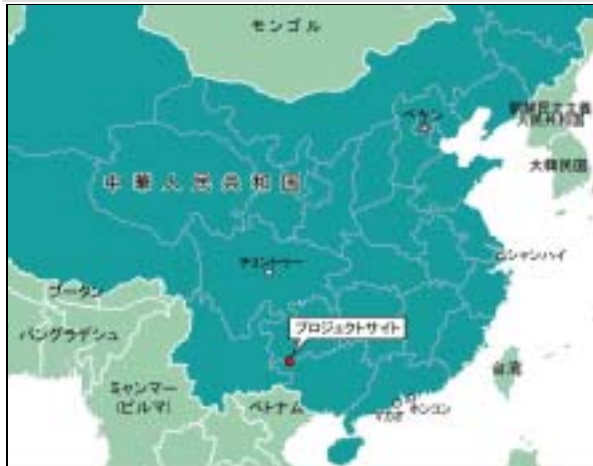 モンゴル
ペキン
朝鮮民主主義
人民共和国
大韓民国
中華人民共和国
シャンハイ
チョントゥー
ブータン
バングラデシュ
プロジェクトサイト
台湾
ミャンマー
(ビルマ)
ベトナム
ホンコン
マカオ